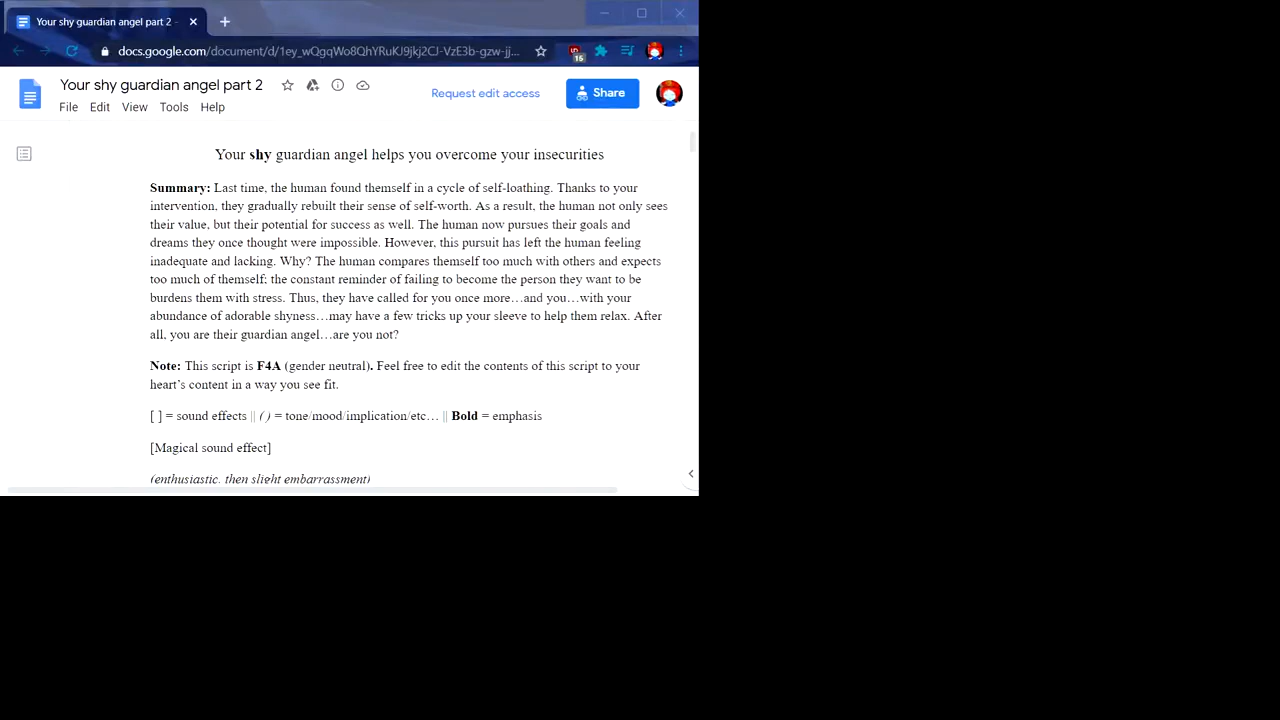 Your shy guardian angel part 2 -
docs.google.com/document/d/1ey_wQgqWo8QhYRuKJ9jkj2CJ-VzE3b-gzw-jj...
15
Your shy guardian angel part 2
Request edit access
Share
File Edit View Tools Help
Your shy guardian angel helps you overcome your insecurities
Summary: Last time, the human found themself in a cycle of self-loathing. Thanks to your
intervention, they gradually rebuilt their sense of self-worth. As a result, the human not only sees
their value, but their potential for success as well. The human now pursues their goals and
dreams they once thought were impossible. However, this pursuit has left the human feeling
inadequate and lacking. Why? The human compares themself too much with others and expects
too much of themself; the constant reminder of failing to become the person they want to be
burdens them with stress. Thus, they have called for you once more…and you…with your
abundance of adorable shyness…may have a few tricks up your sleeve to help them relax. After
all, you are their guardian angel…are you not?
Note: This script is F4A (gender neutral). Feel free to edit the contents of this script to your
heart’s content in a way you see fit.
[ ] = sound effects || ( ) = tone/mood/implication/etc… || Bold = emphasis
[Magical sound effect]
(enthusiastic, then slight embarrassment)